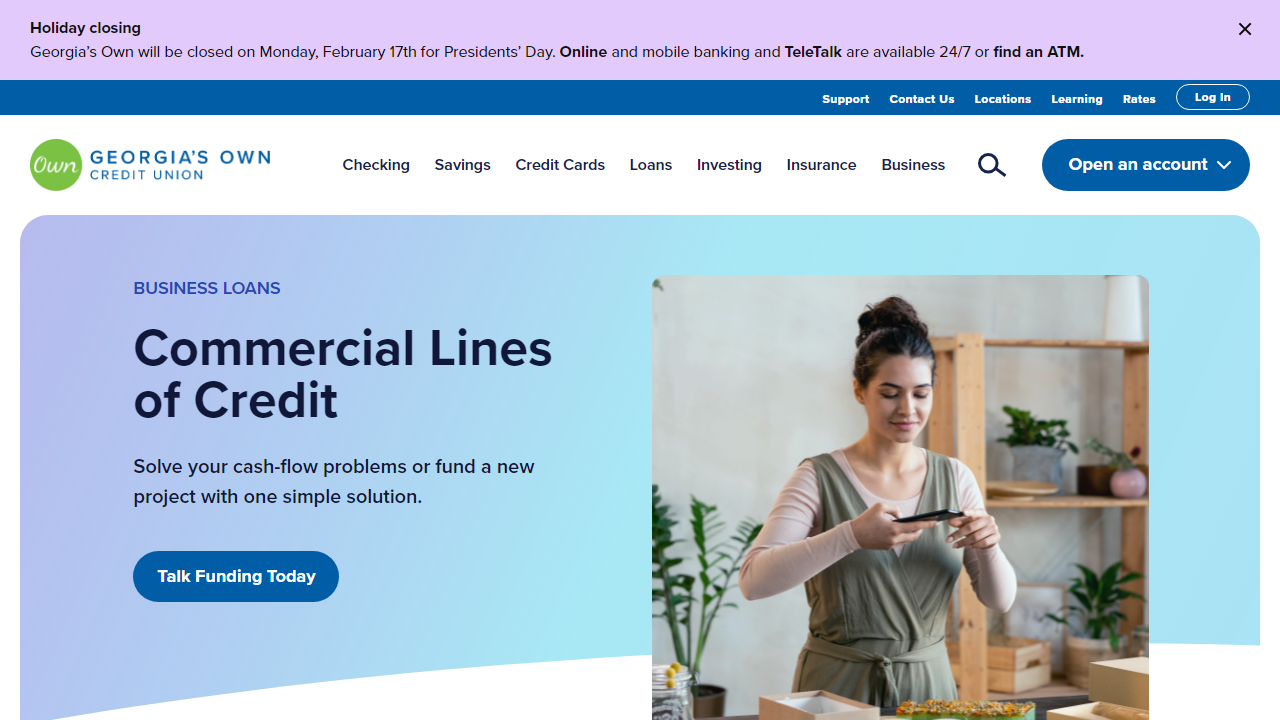 Holiday closing
Georgia’s Own will be closed on Monday, February 17th for Presidents’ Day. Online and mobile banking and TeleTalk are available 24/7 or find an ATM.
Support Contact Us Locations Learning Rates Log In
Own GEORGIA’S OWN
CREDIT UNION
Checking Savings Credit Cards Loans Investing Insurance Business Open an account
BUSINESS LOANS
Commercial Lines
of Credit
Solve your cash-flow problems or fund a new
project with one simple solution.
Talk Funding Today